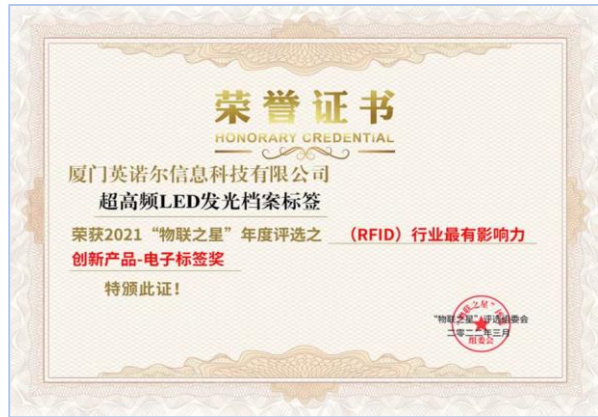 荣誉证书
HONORARY CREDENTIAL
厦门英诺尔信息科技有限公司
超高频LED发光档案标签
荣获2021“物联之星”年度评选之 （RFID）行业最有影响力
创新产品-电子标签奖
特颁此证！
“物联之星”评选组委会
二零二二年三月
组委会